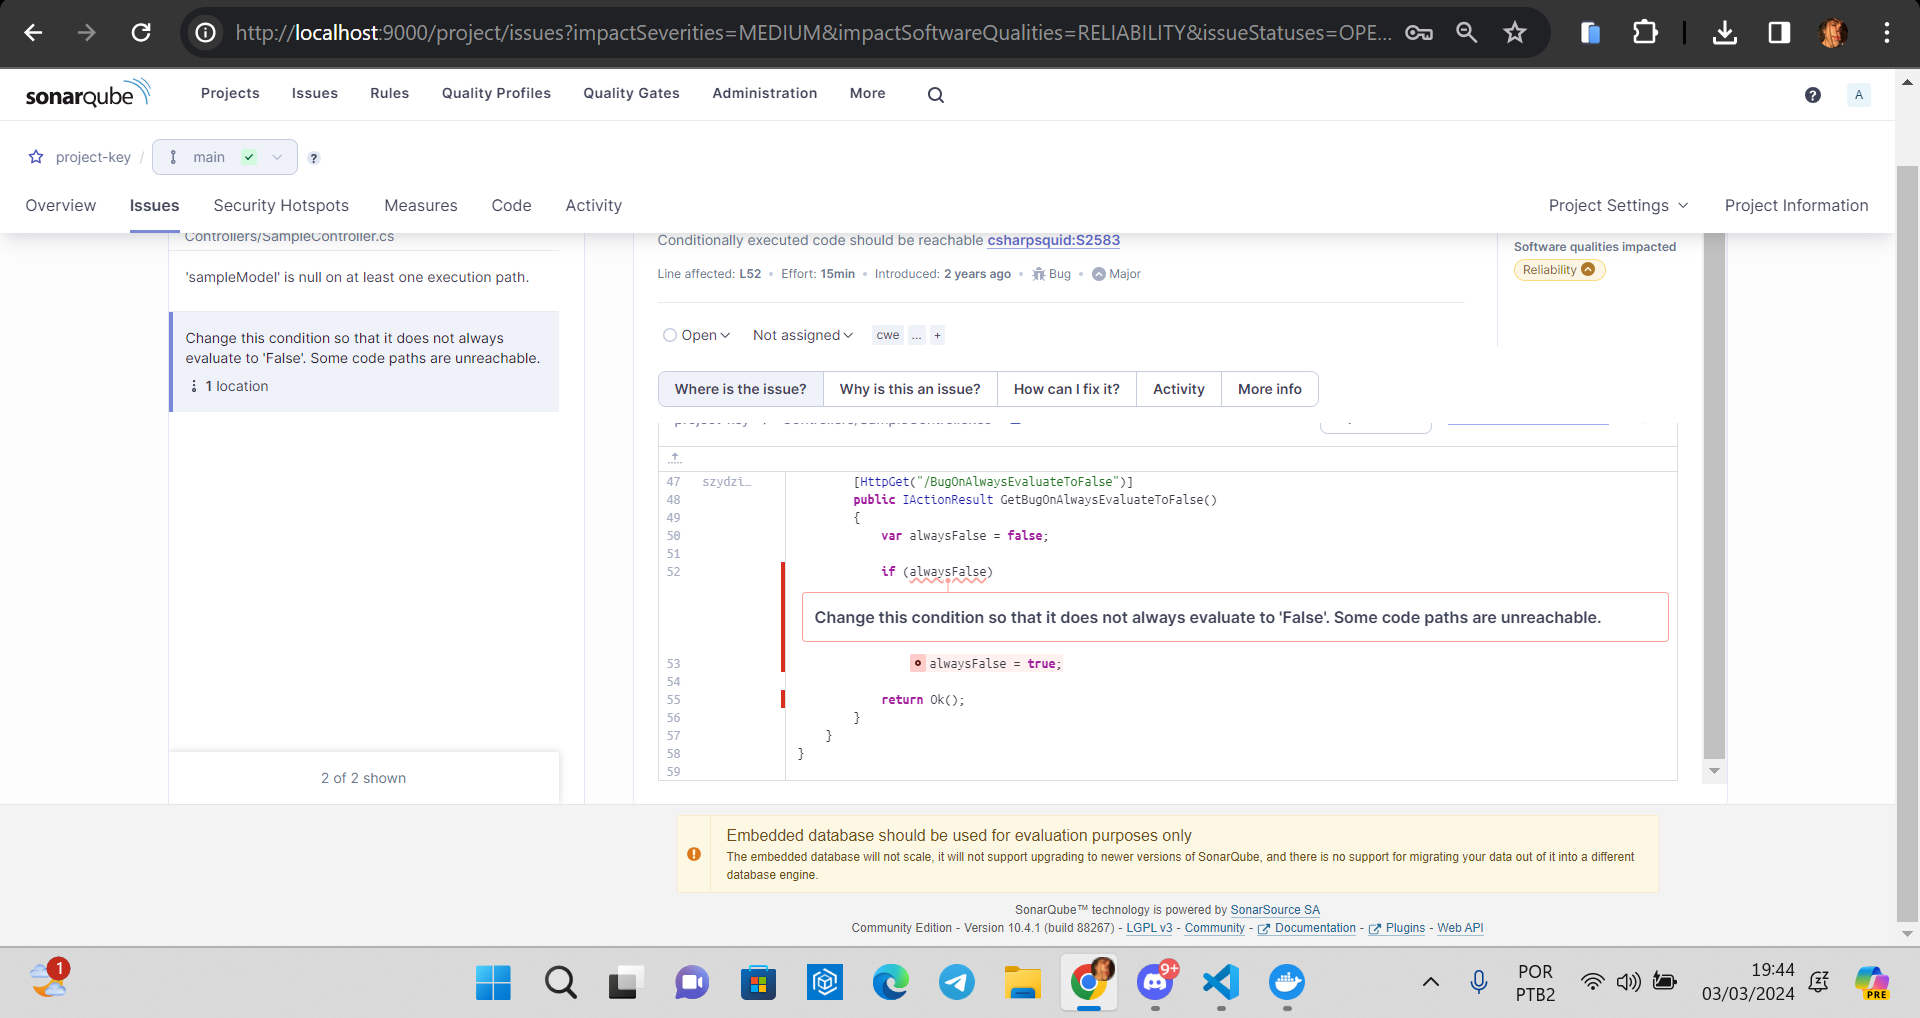 http://localhost:9000/project/issues?impactSeverities=MEDIUM&impactSoftwareQualities=RELIABILITY&issueStatuses=OPE...
sonarqube
Projects
Issues
Rules
Quality Profiles
Quality Gates
Administration
More
?
A
project-key /
main
?
Overview
Issues
Security Hotspots
Measures
Code
Activity
Project Settings
Project Information
Controllers/SampleController.cs
'sampleModel' is null on at least one execution path.
Change this condition so that it does not always
evaluate to 'False'. Some code paths are unreachable.
1 location
2 of 2 shown
Conditionally executed code should be reachable csharpsquid:S2583
Line affected: L52 • Effort: 15min • Introduced: 2 years ago • Bug • Major
Software qualities impacted
Reliability
Open
Not assigned
cwe ... +
Where is the issue?
Why is this an issue?
How can I fix it?
Activity
More info
47 szydzi... [HttpGet("/BugOnAlwaysEvaluateToFalse")]
48 public IActionResult GetBugOnAlwaysEvaluateToFalse()
49 {
50 var alwaysFalse = false;
51
52 if (alwaysFalse)
Change this condition so that it does not always evaluate to 'False'. Some code paths are unreachable.
53 alwaysFalse = true;
54
55 return Ok();
56 }
57 }
58 }
59
Embedded database should be used for evaluation purposes only
The embedded database will not scale, it will not support upgrading to newer versions of SonarQube, and there is no support for migrating your data out of it into a different
database engine.
SonarQube™ technology is powered by SonarSource SA
Community Edition - Version 10.4.1 (build 88267) - LGPL v3 - Community - Documentation - Plugins - Web API
1
9+
POR
PTB2
19:44
03/03/2024
PRE